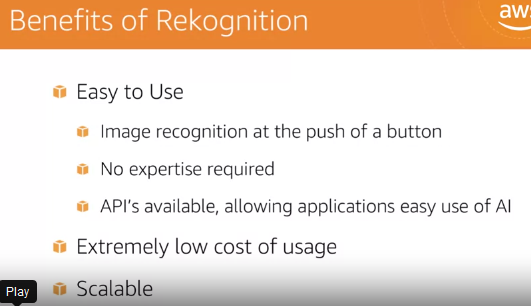 Benefits of Rekognition
aws
Easy to Use
Image recognition at the push of a button
No expertise required
API's available, allowing applications easy use of AI
Extremely low cost of usage
Scalable
Play